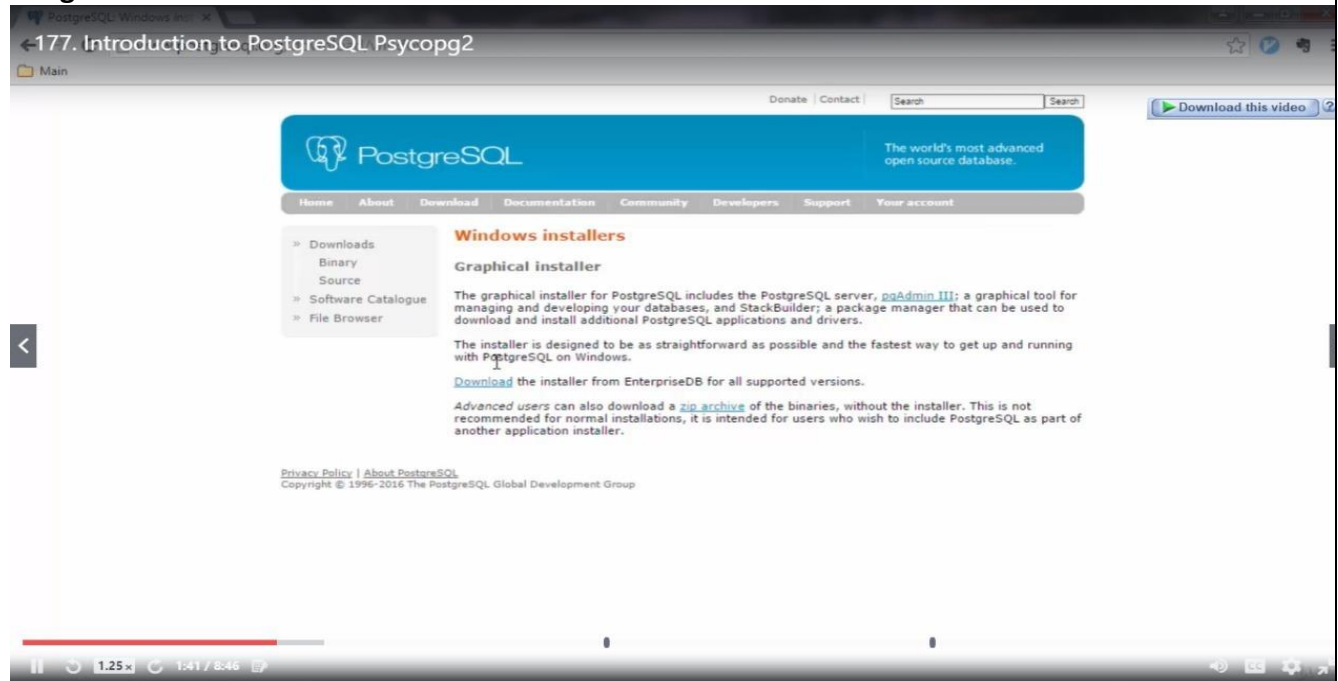 PostgreSQL: Windows inst ×
177. Introduction to PostgreSQL Psycopg2
Main
Donate | Contact | Search Search
Download this video ?
PostgreSQL
The world's most advanced
open source database.
Home About Download Documentation Community Developers Support Your account
» Downloads
Binary
Source
» Software Catalogue
» File Browser
Windows installers
Graphical installer
The graphical installer for PostgreSQL includes the PostgreSQL server, pgAdmin III; a graphical tool for
managing and developing your databases, and StackBuilder; a package manager that can be used to
download and install additional PostgreSQL applications and drivers.
The installer is designed to be as straightforward as possible and the fastest way to get up and running
with PostgreSQL on Windows.
Download the installer from EnterpriseDB for all supported versions.
Advanced users can also download a zip archive of the binaries, without the installer. This is not
recommended for normal installations, it is intended for users who wish to include PostgreSQL as part of
another application installer.
Privacy Policy | About PostgreSQL
Copyright © 1996-2016 The PostgreSQL Global Development Group
1.25x 1:41 / 8:46 CC